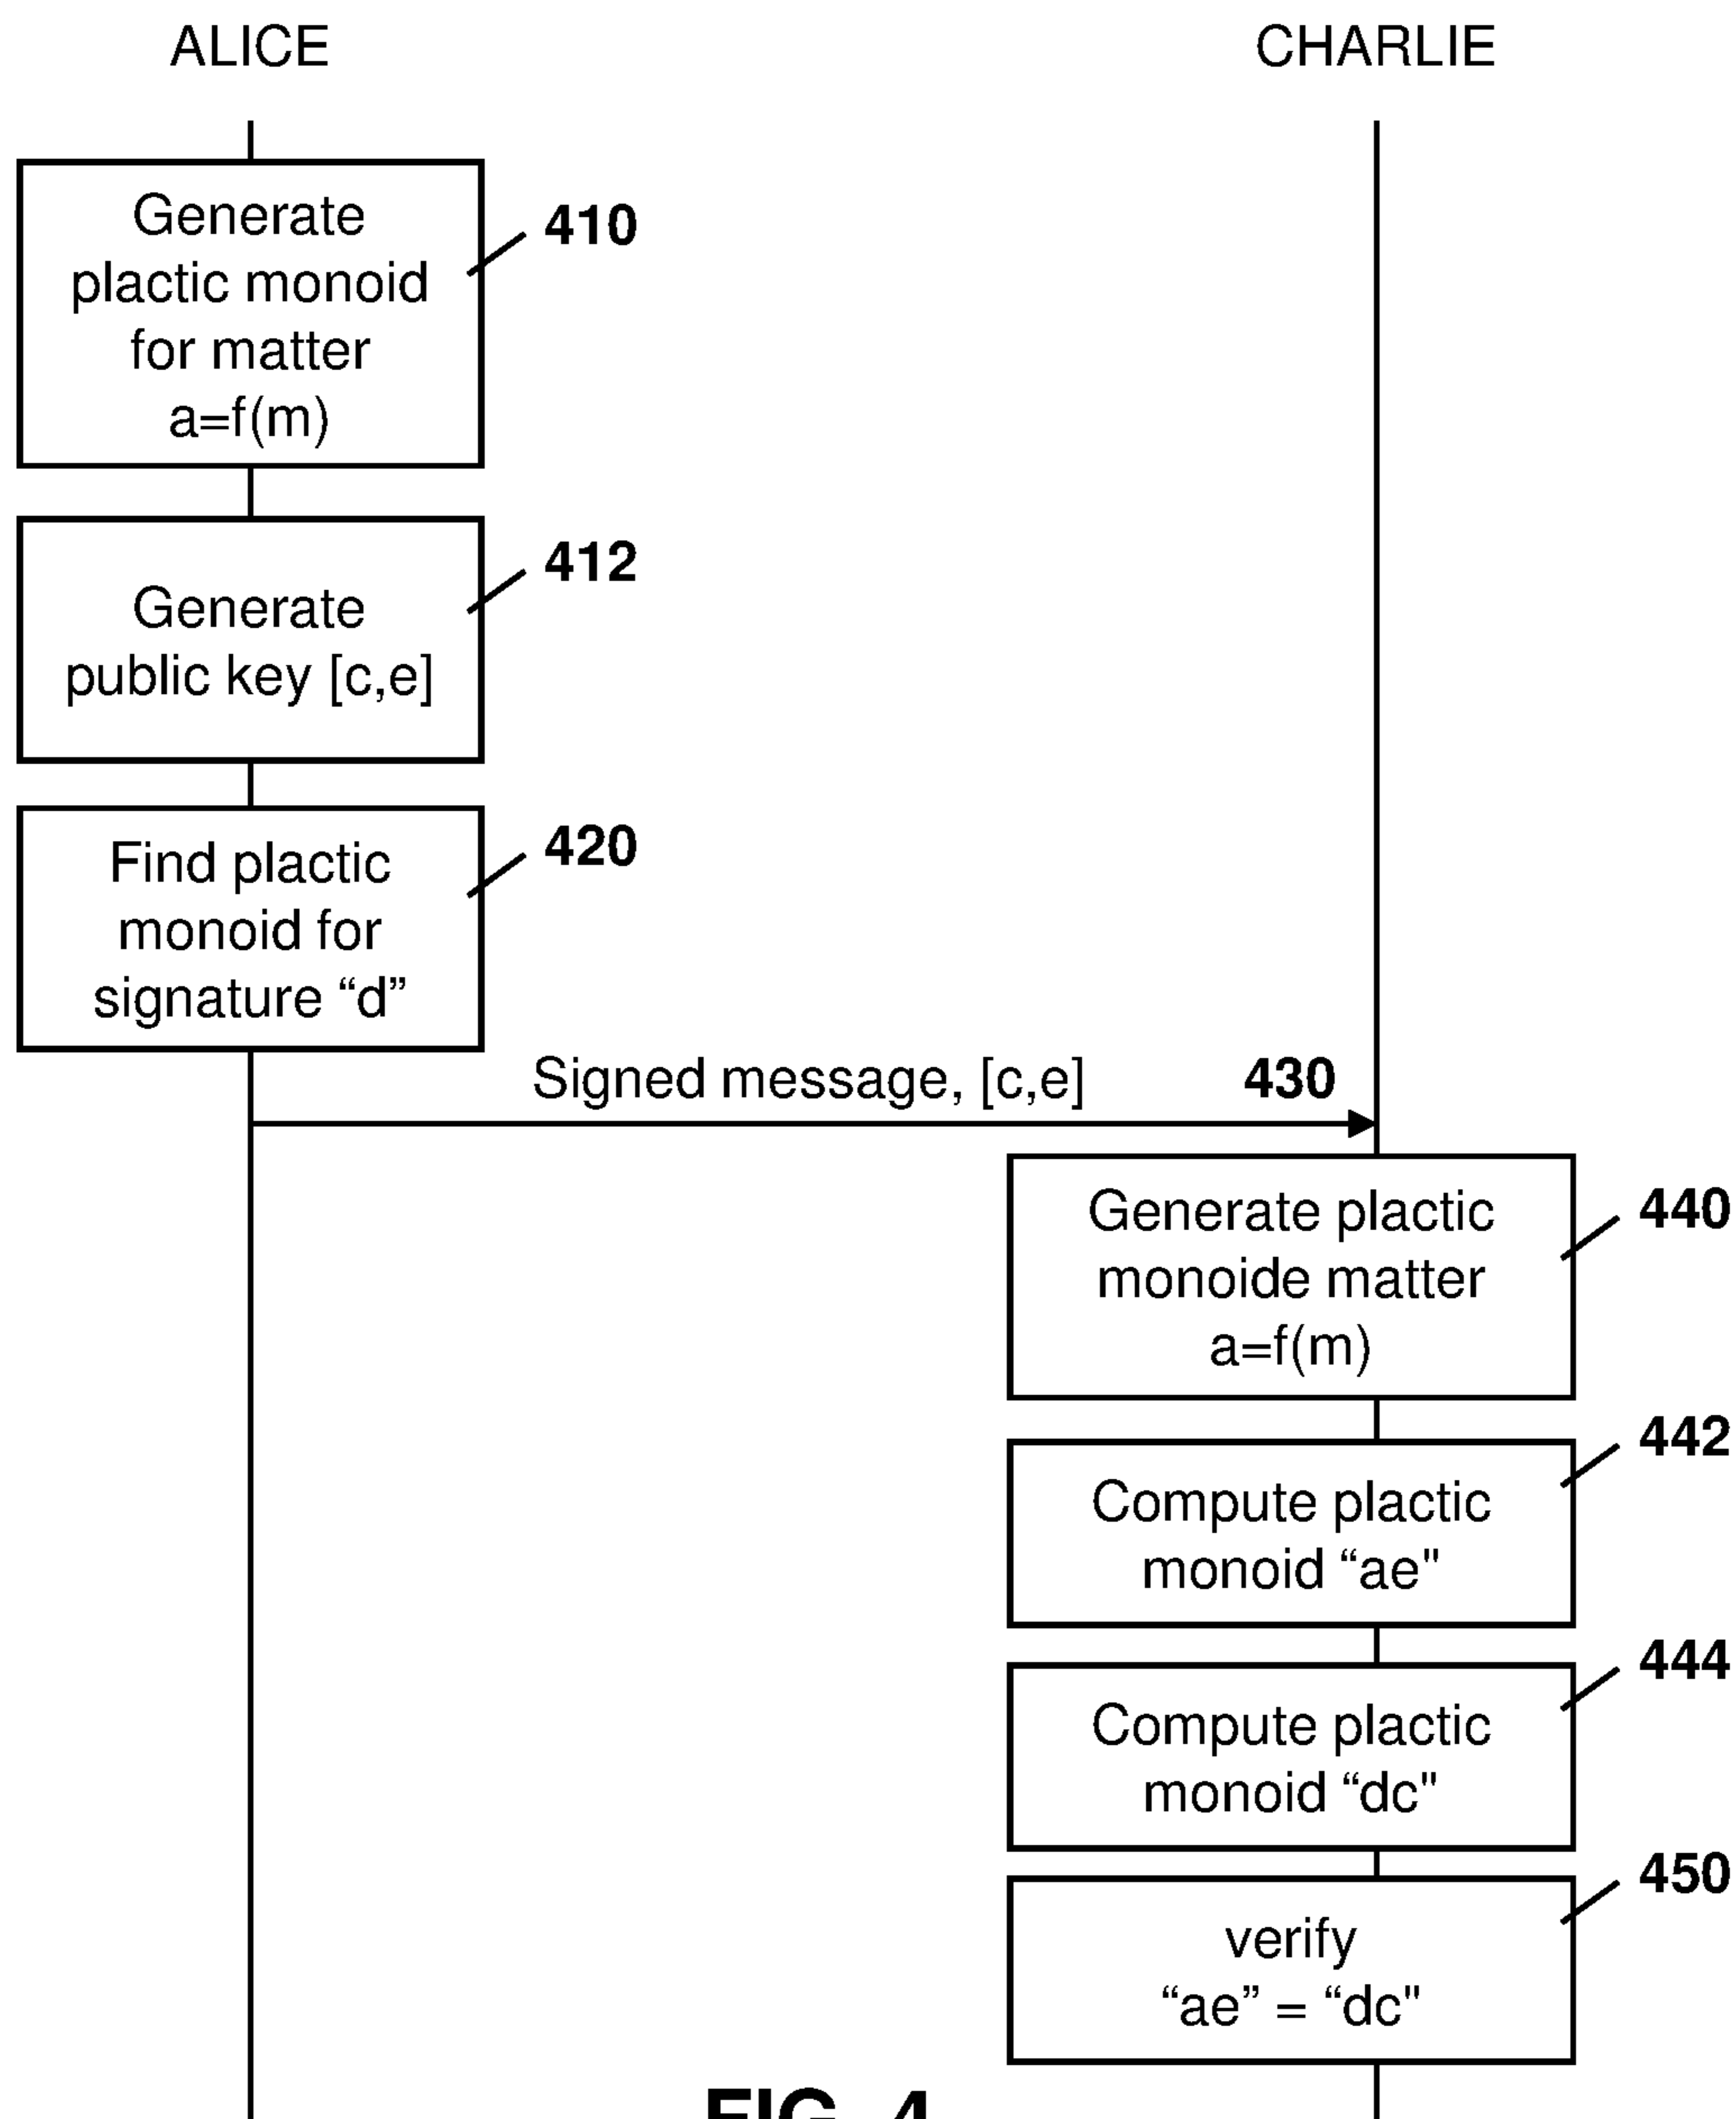 ALICE
CHARLIE
Generate
plactic monoid
for matter
a=f(m)
410
Generate
public key [c,e]
412
Find plactic
monoid for
signature “d”
420
Signed message, [c,e]
430
Generate plactic
monoide matter
a=f(m)
440
Compute plactic
monoid “ae"
442
Compute plactic
monoid “dc"
444
verify
“ae” = “dc"
450
FIG. 4